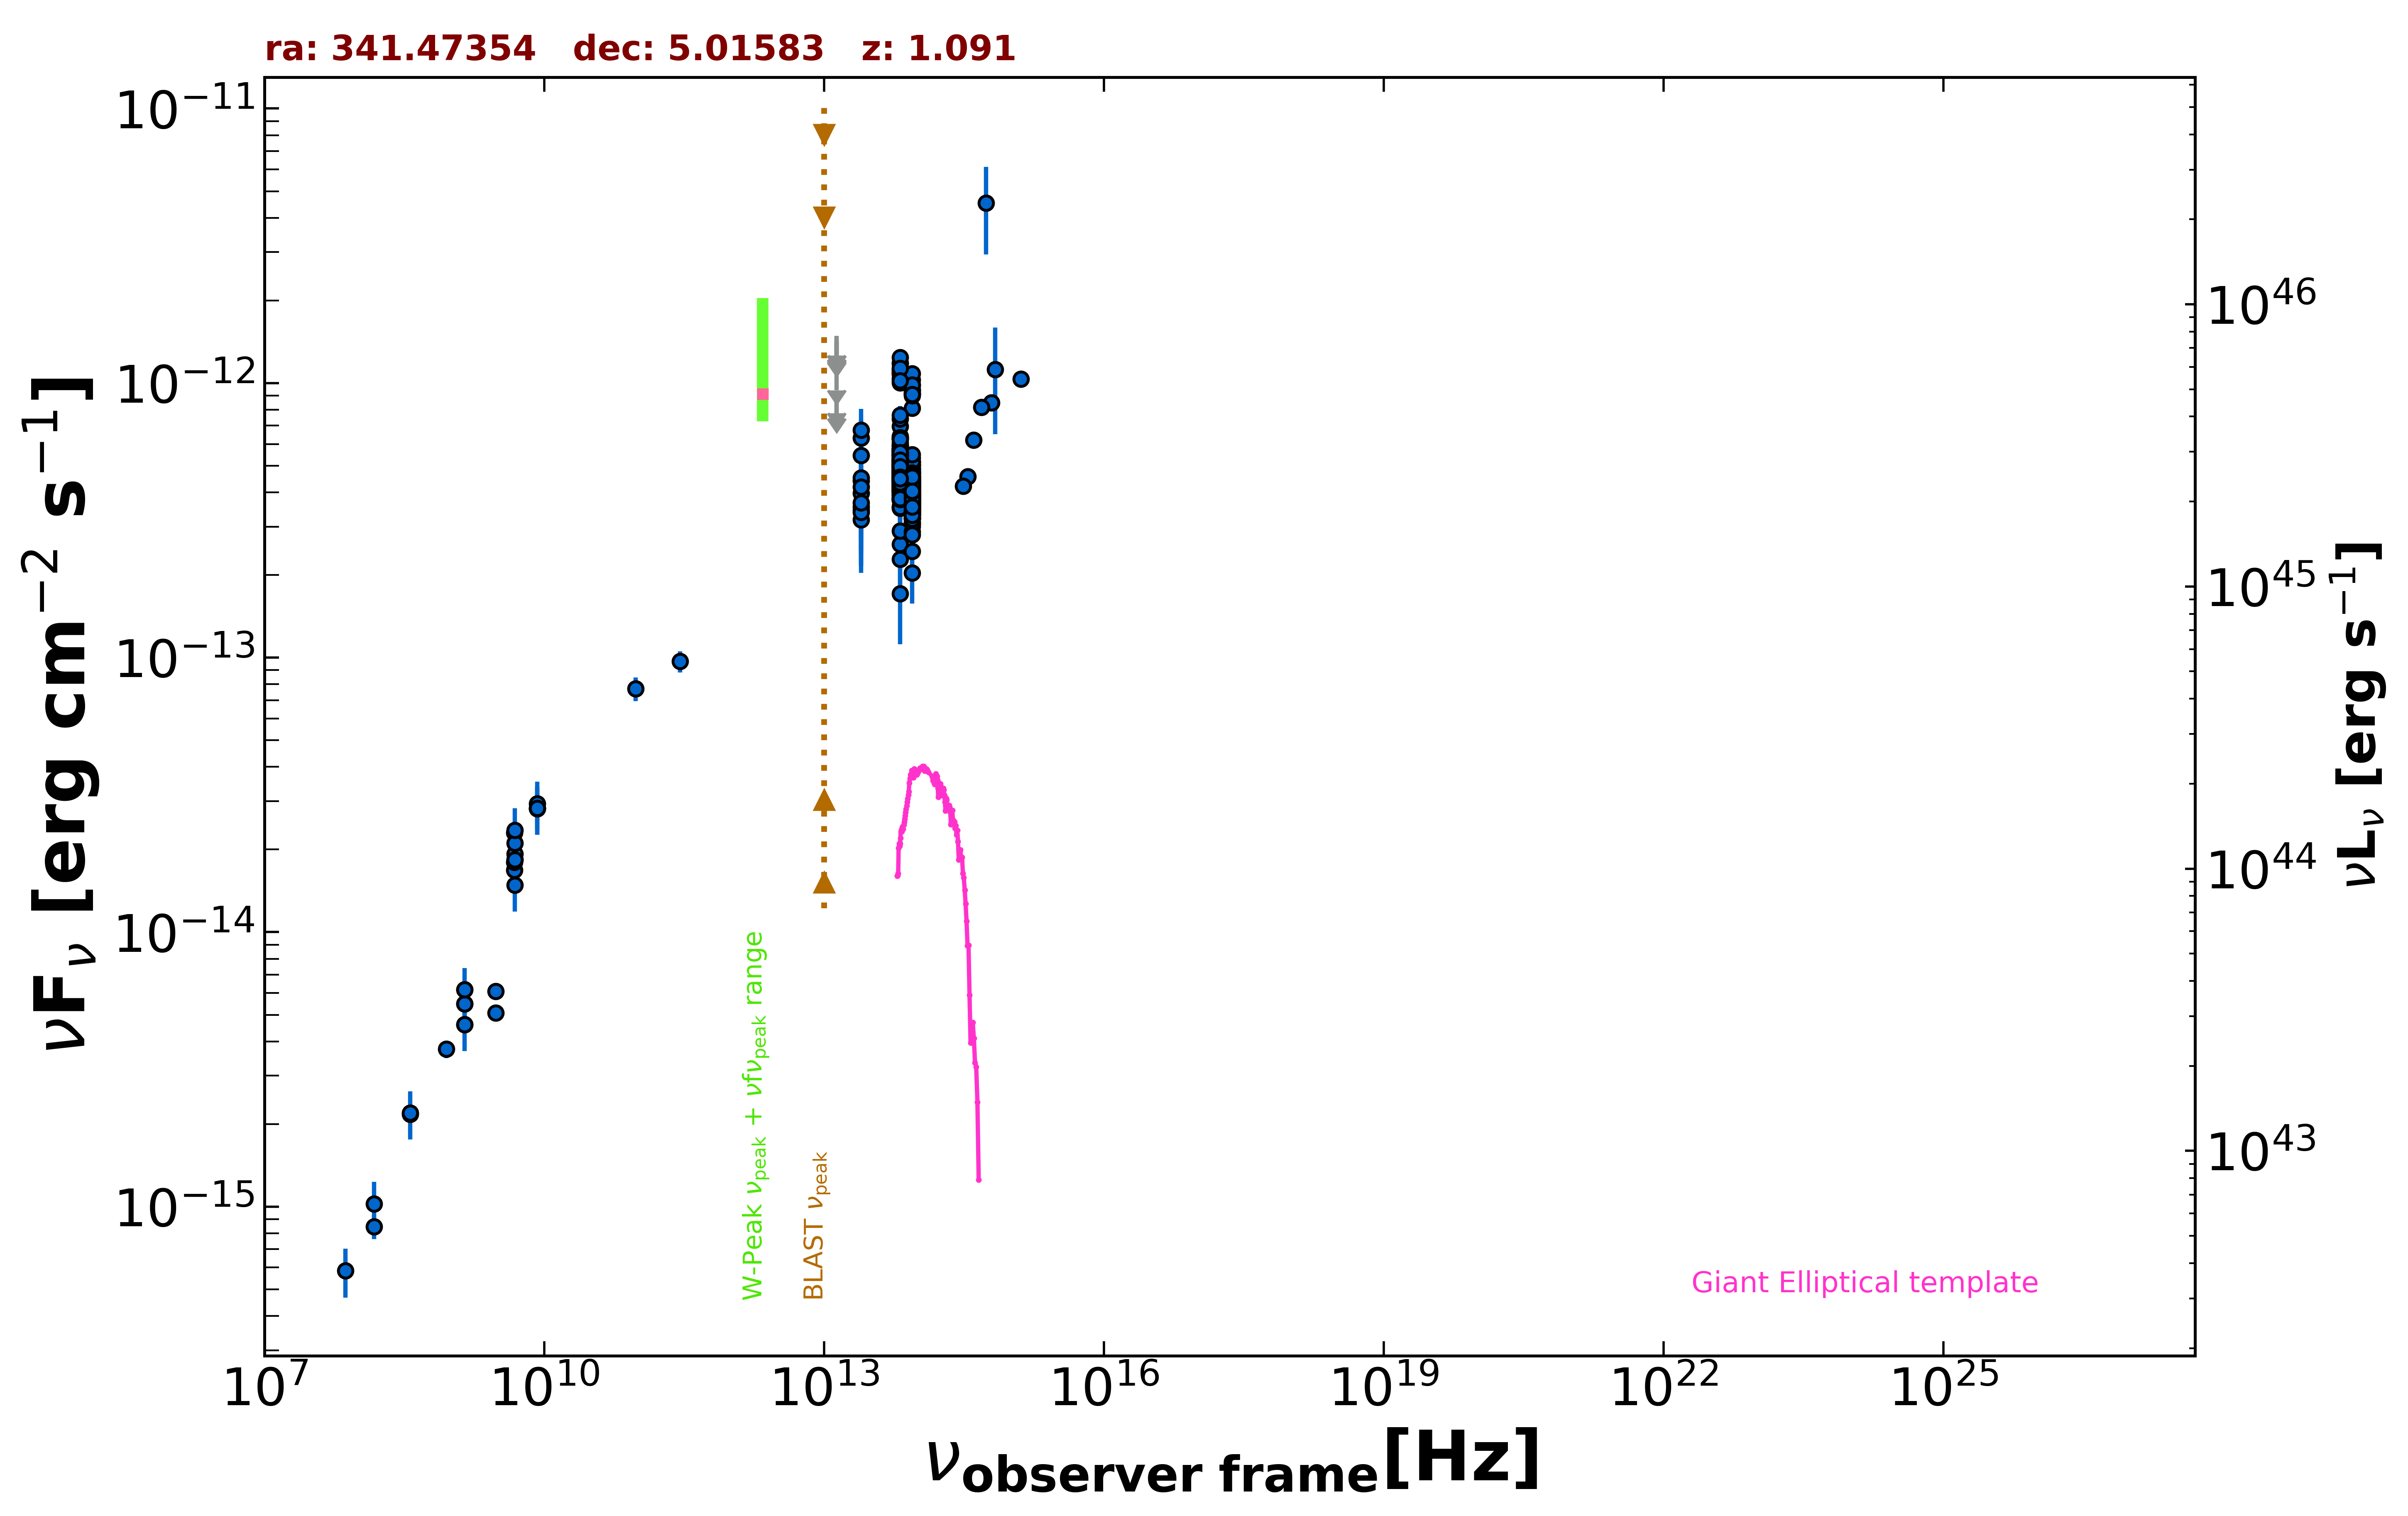 ra: 341.47354 dec: 5.01583 z: 1.091
10⁻¹¹
10⁻¹²
10⁻¹³
10⁻¹⁴
10⁻¹⁵
νFν [erg cm⁻² s⁻¹]
10⁴⁶
10⁴⁵
10⁴⁴
10⁴³
νLν [erg s⁻¹]
W-Peak νpeak + νfνpeak range
BLAST νpeak
Giant Elliptical template
10⁷ 10¹⁰ 10¹³ 10¹⁶ 10¹⁹ 10²² 10²⁵
νobserver frame[Hz]